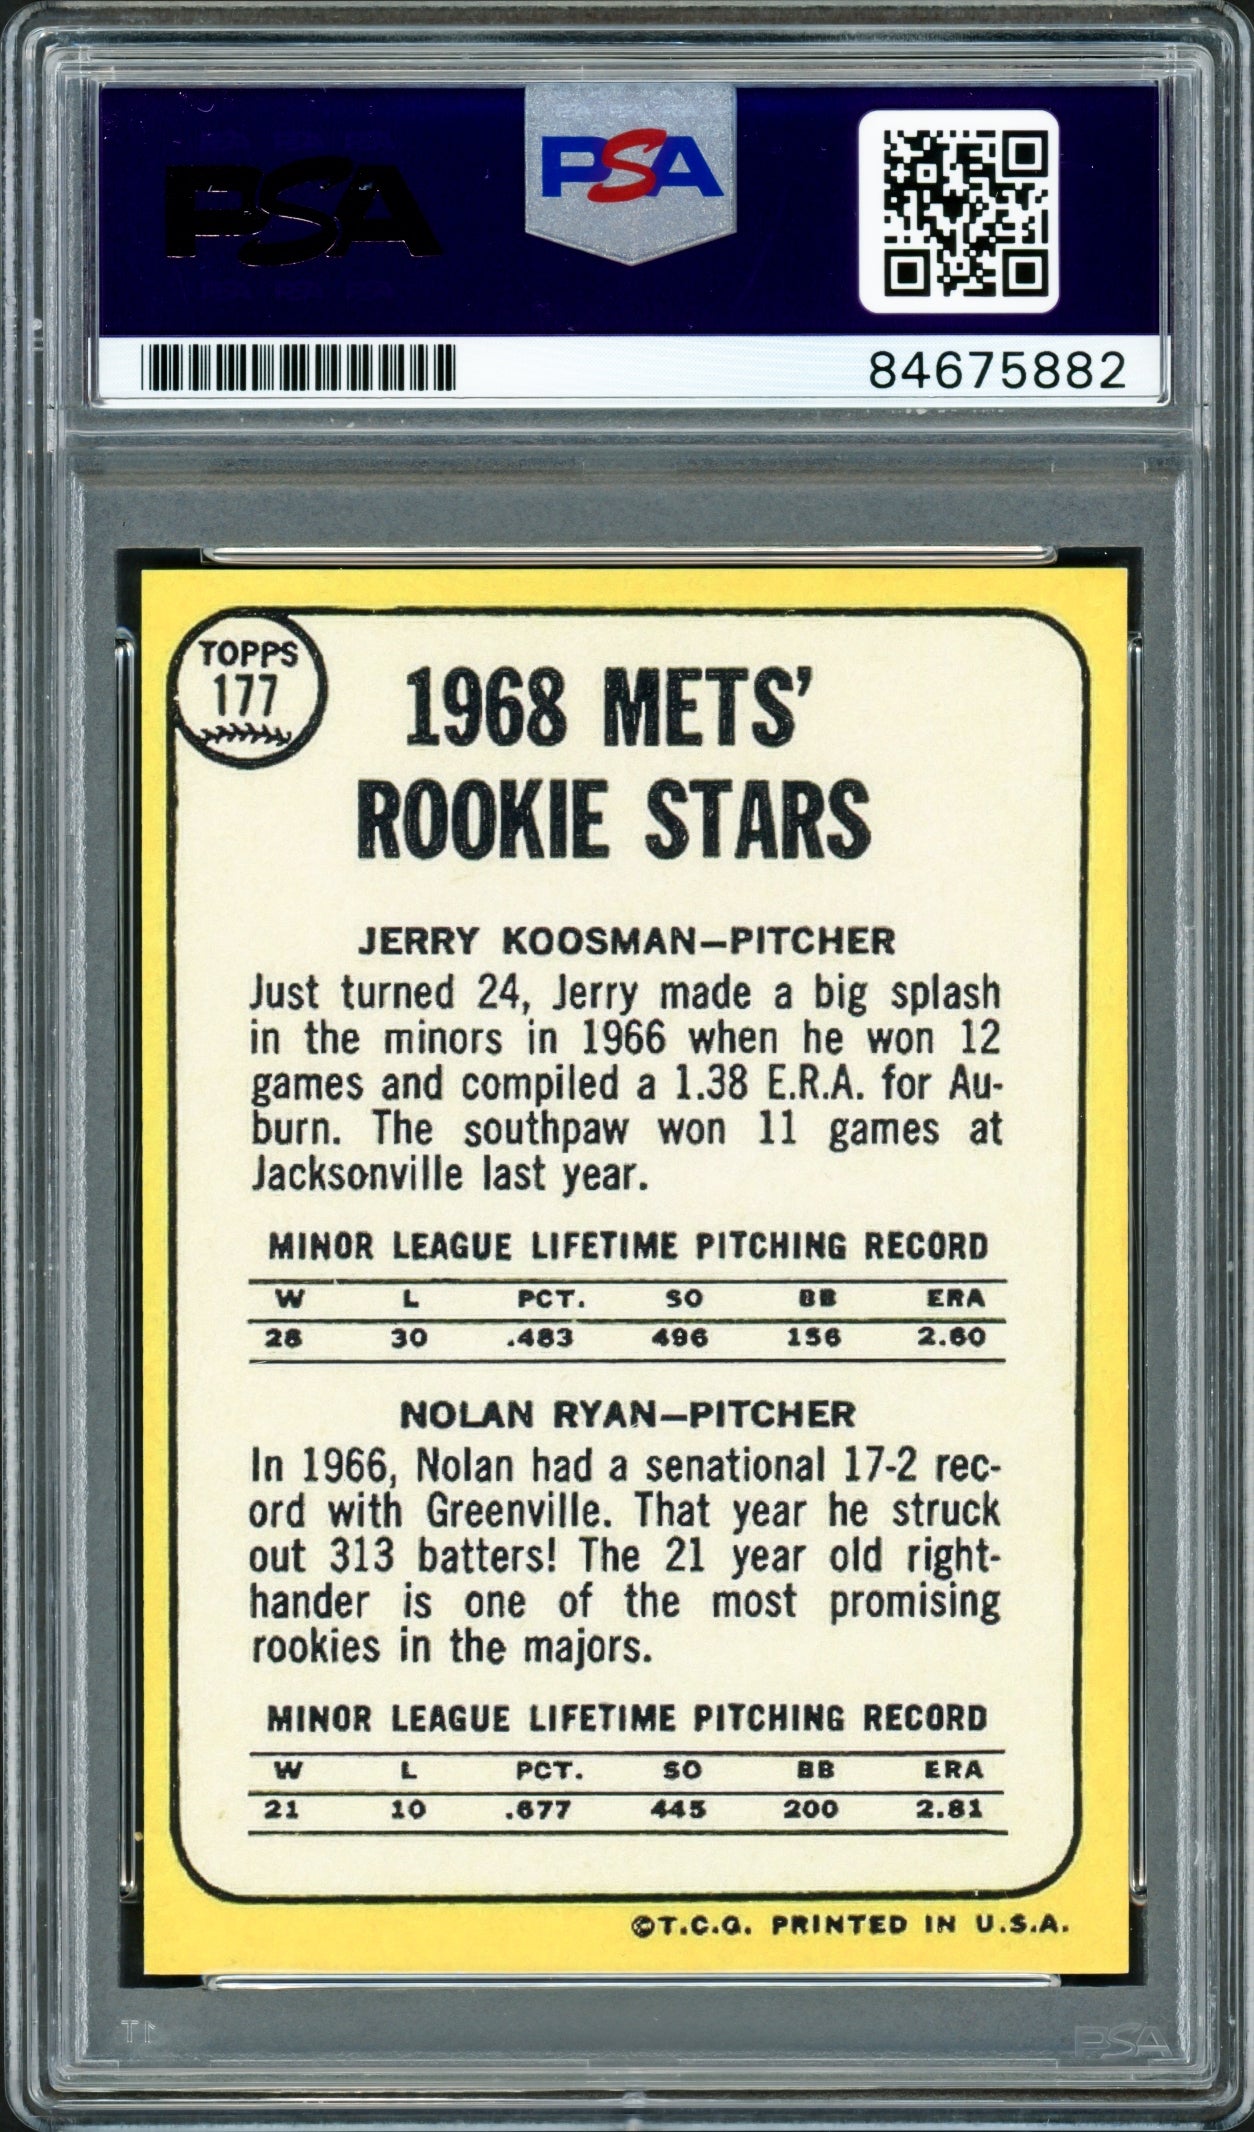 PSA
PSA
84675882
TOPPS
177
1968 METS'
ROOKIE STARS
JERRY KOOSMAN—PITCHER
Just turned 24, Jerry made a big splash
in the minors in 1966 when he won 12
games and compiled a 1.38 E.R.A. for Au-
burn. The southpaw won 11 games at
Jacksonville last year.
MINOR LEAGUE LIFETIME PITCHING RECORD
W L PCT. SO BB ERA
28 30 .483 496 156 2.60
NOLAN RYAN—PITCHER
In 1966, Nolan had a senational 17-2 rec-
ord with Greenville. That year he struck
out 313 batters! The 21 year old right-
hander is one of the most promising
rookies in the majors.
MINOR LEAGUE LIFETIME PITCHING RECORD
W L PCT. SO BB ERA
21 10 .677 445 200 2.81
©T.C.G. PRINTED IN U.S.A.
PSA